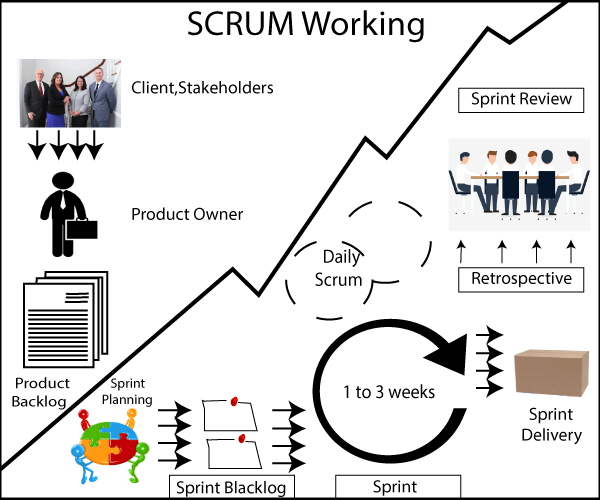 SCRUM Working
Client,Stakeholders
Product Owner
Product
Backlog
Sprint
Planning
Sprint Blacklog
Daily
Scrum
1 to 3 weeks
Sprint
Sprint Review
Retrospective
Sprint
Delivery